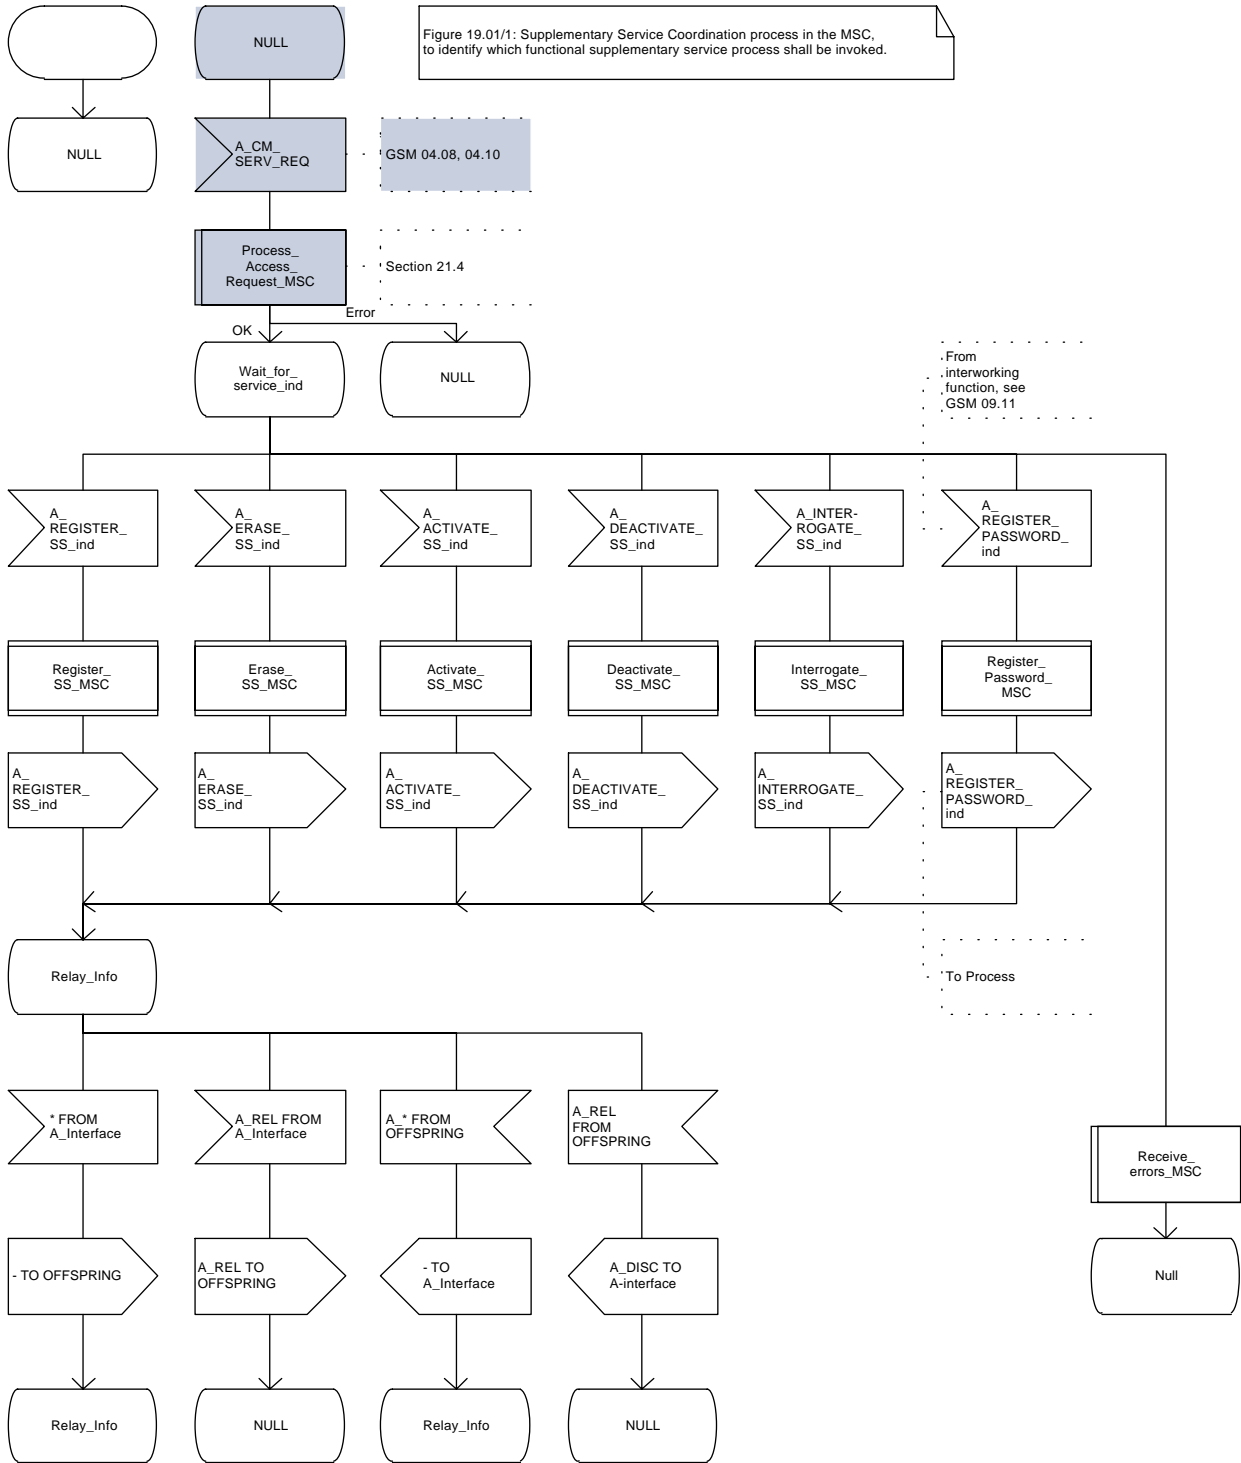 Figure 19.01/1: Supplementary Service Coordination process in the MSC,
to identify which functional supplementary service process shall be invoked.
NULL
NULL
A_CM_
SERV_REQ
GSM 04.08, 04.10
Process_
Access_
Request_MSC
Section 21.4
Error
OK
Wait_for_
service_ind
NULL
From
interworking
function, see
GSM 09.11
A_
REGISTER_
SS_ind
A_
ERASE_
SS_ind
A_
ACTIVATE_
SS_ind
A_
DEACTIVATE_
SS_ind
A_INTER-
ROGATE_
SS_ind
A_
REGISTER_
PASSWORD_
ind
Register_
SS_MSC
Erase_
SS_MSC
Activate_
SS_MSC
Deactivate_
SS_MSC
Interrogate_
SS_MSC
Register_
Password_
MSC
A_
REGISTER_
SS_ind
A_
ERASE_
SS_ind
A_
ACTIVATE_
SS_ind
A_
DEACTIVATE_
SS_ind
A_
INTERROGATE_
SS_ind
A_
REGISTER_
PASSWORD_
ind
Relay_Info
To Process
* FROM
A_Interface
A_REL FROM
A_Interface
A_* FROM
OFFSPRING
A_REL
FROM
OFFSPRING
Receive_
errors_MSC
- TO OFFSPRING
A_REL TO
OFFSPRING
- TO
A_Interface
A_DISC TO
A-interface
Null
Relay_Info
NULL
Relay_Info
NULL